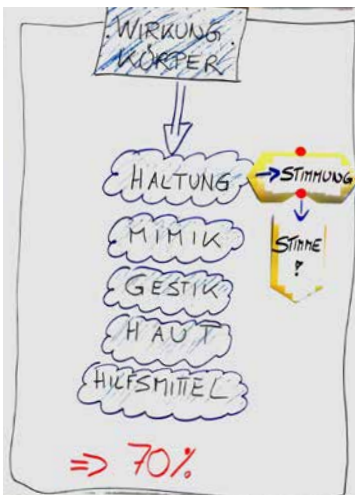 WIRKUNG
KÖRPER
HALTUNG
→STIMMUNG
MIMIK
STIMME
?
GESTIK
HAUT
HILFSMITTEL
=> 70%